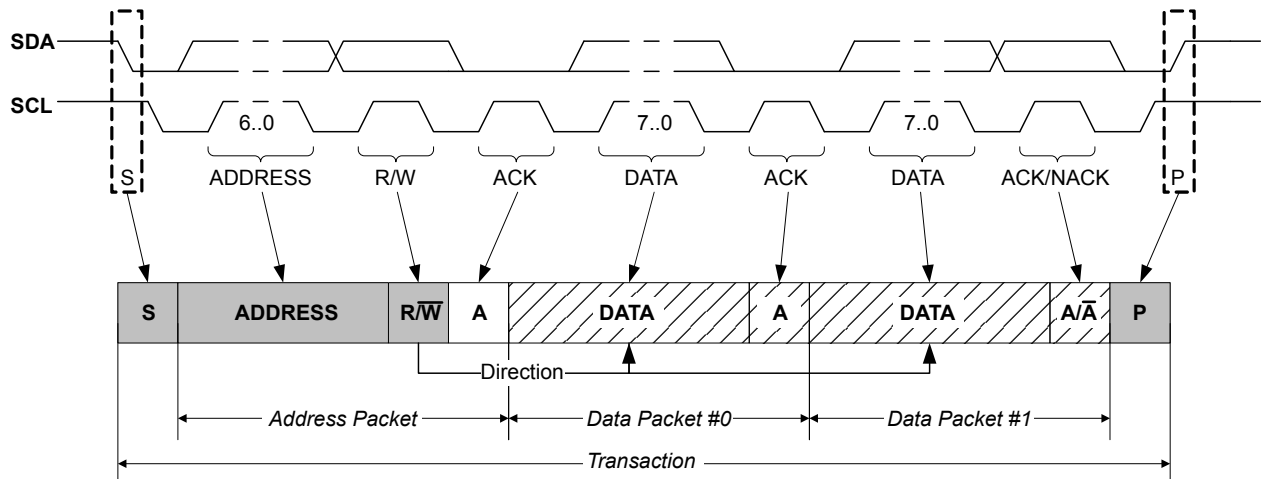 SDA
SCL
6..0 7..0 7..0
S ADDRESS R/W ACK DATA ACK DATA ACK/NACK P
S ADDRESS R/W̅ A DATA A DATA A/A̅ P
Direction
Address Packet Data Packet #0 Data Packet #1
Transaction